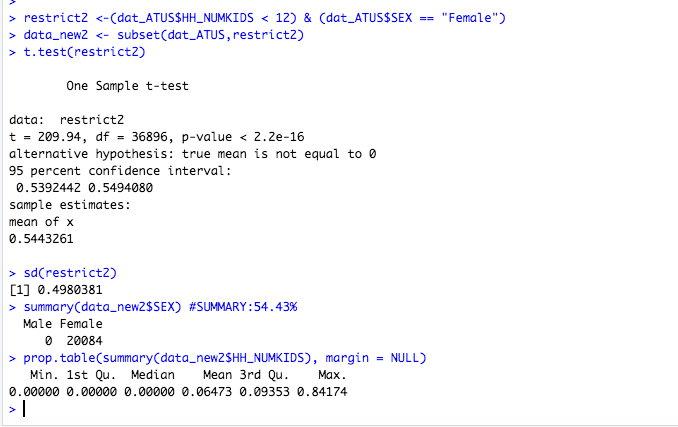 >
> restrict2 <-(dat_ATUS$HH_NUMKIDS < 12) & (dat_ATUS$SEX == "Female")
> data_new2 <- subset(dat_ATUS,restrict2)
> t.test(restrict2)
One Sample t-test
data:  restrict2
t = 209.94, df = 36896, p-value < 2.2e-16
alternative hypothesis: true mean is not equal to 0
95 percent confidence interval:
 0.5392442 0.5494080
sample estimates:
mean of x
0.5443261
> sd(restrict2)
[1] 0.4980381
> summary(data_new2$SEX) #SUMMARY:54.43%
  Male Female
     0  20084
> prop.table(summary(data_new2$HH_NUMKIDS), margin = NULL)
   Min. 1st Qu.  Median    Mean 3rd Qu.    Max.
0.00000 0.00000 0.00000 0.06473 0.09353 0.84174
>